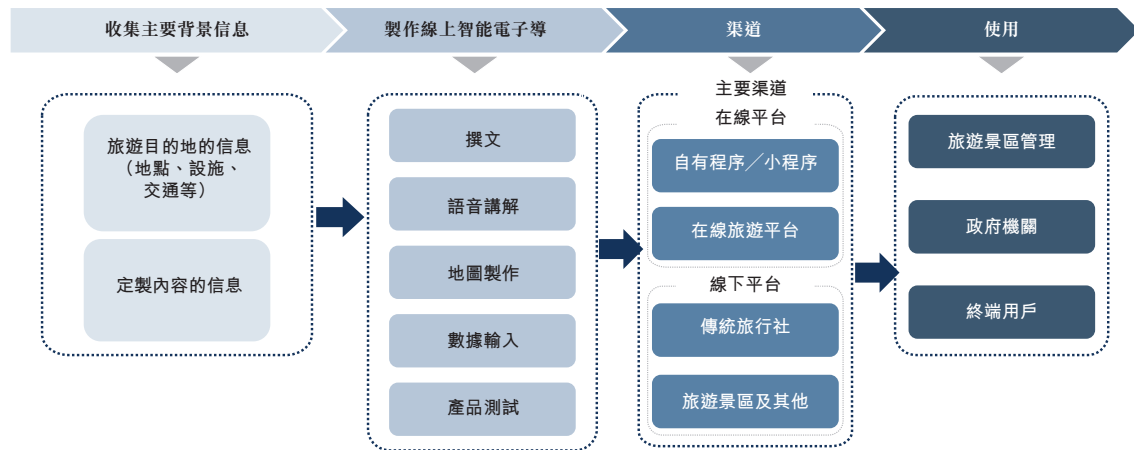 收集主要背景信息
製作線上智能電子導
渠道
使用
旅遊目的地的信息
（地點、設施、
交通等）
定製內容的信息
撰文
語音講解
地圖製作
數據輸入
產品測試
主要渠道
在線平台
自有程序／小程序
在線旅遊平台
線下平台
傳統旅行社
旅遊景區及其他
旅遊景區管理
政府機關
終端用戶